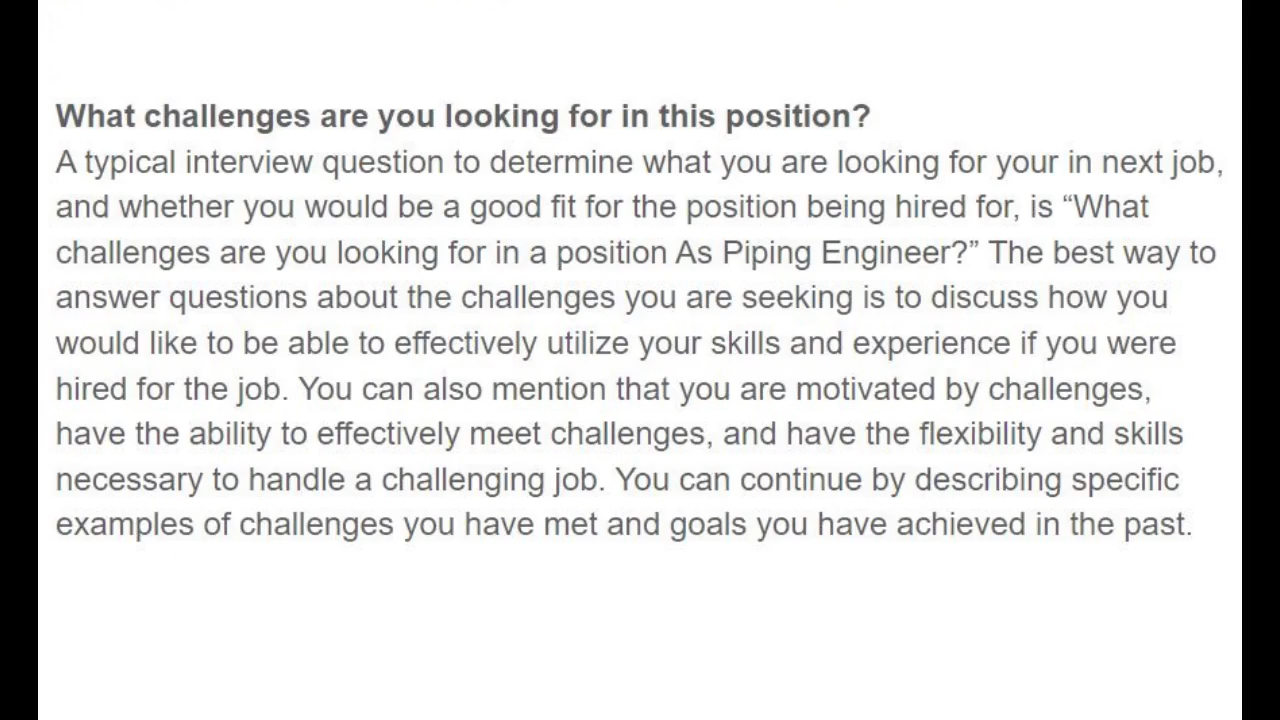 What challenges are you looking for in this position?
A typical interview question to determine what you are looking for your in next job,
and whether you would be a good fit for the position being hired for, is “What
challenges are you looking for in a position As Piping Engineer?” The best way to
answer questions about the challenges you are seeking is to discuss how you
would like to be able to effectively utilize your skills and experience if you were
hired for the job. You can also mention that you are motivated by challenges,
have the ability to effectively meet challenges, and have the flexibility and skills
necessary to handle a challenging job. You can continue by describing specific
examples of challenges you have met and goals you have achieved in the past.